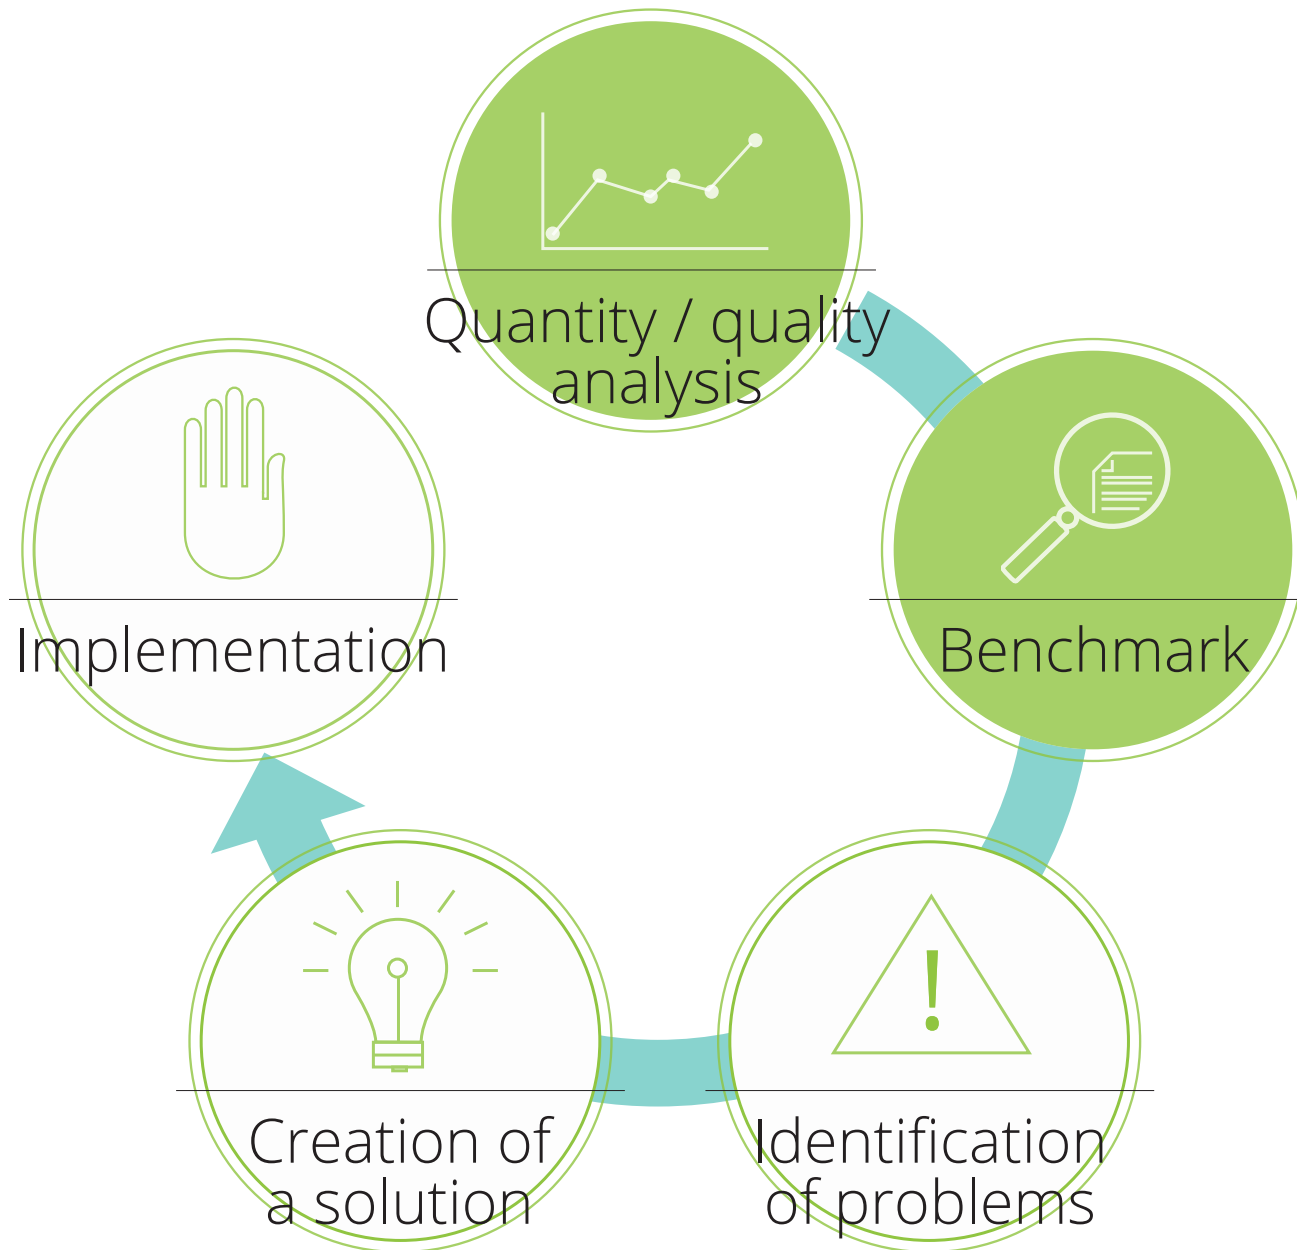 Quantity / quality
analysis
Benchmark
Identification
of problems
Creation of
a solution
Implementation
!